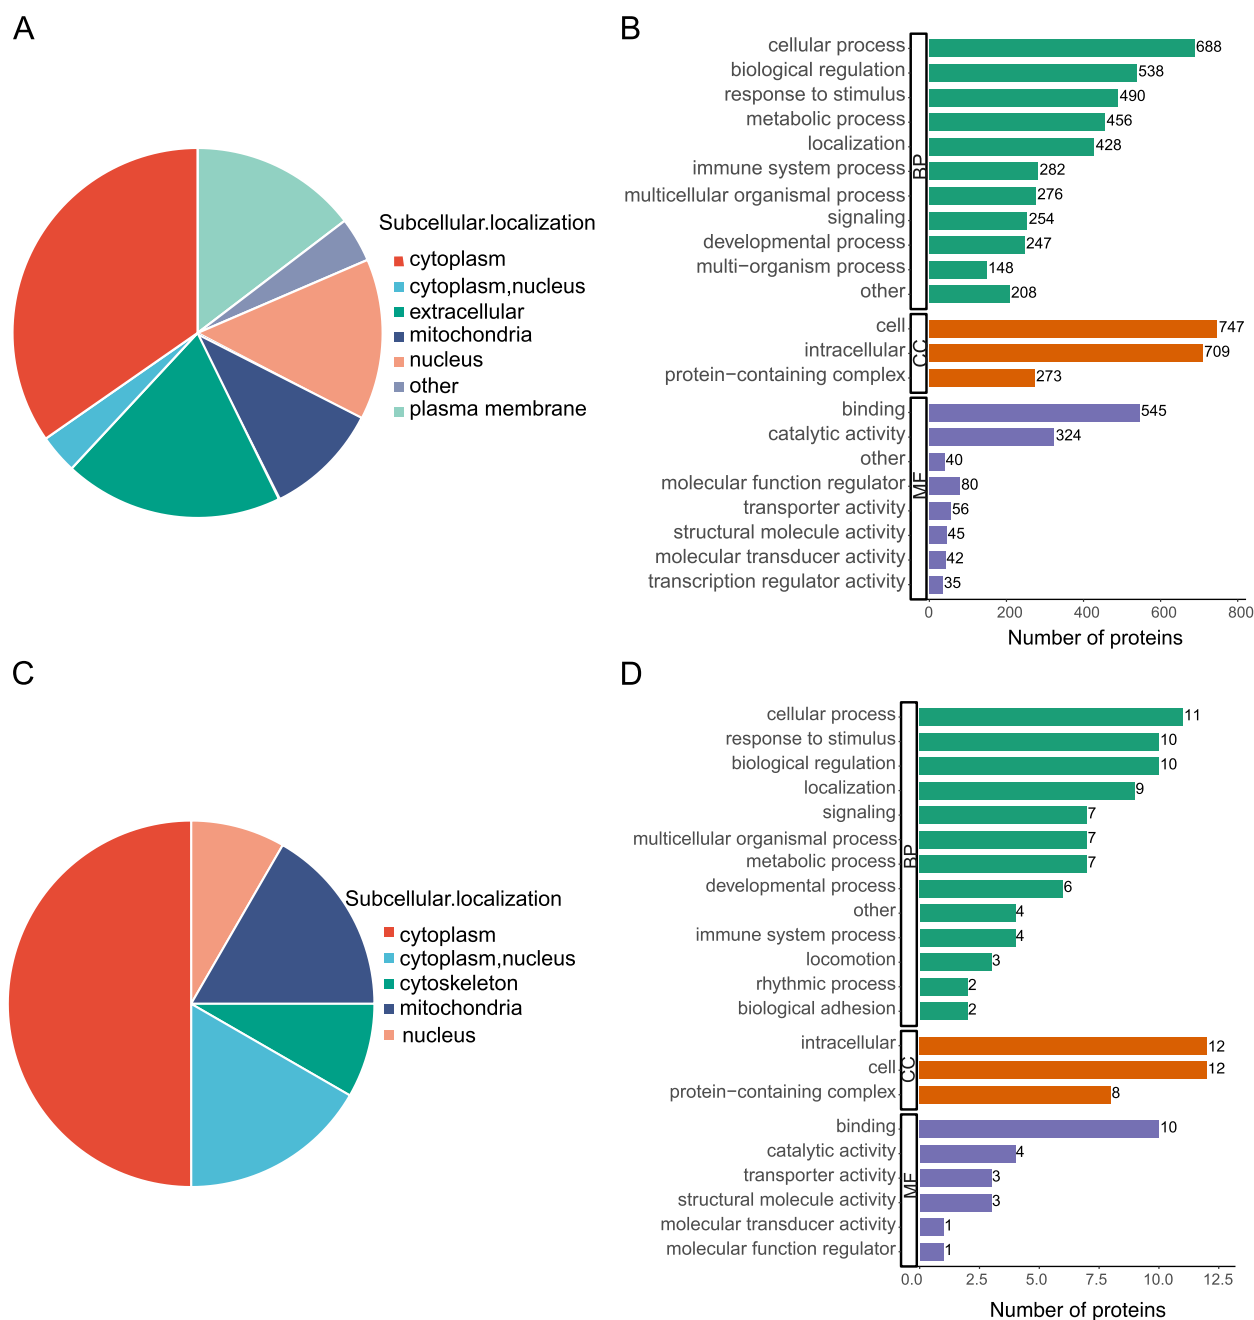 A
Subcellular.localization
cytoplasm
cytoplasm,nucleus
extracellular
mitochondria
nucleus
other
plasma membrane
B
cellular process 688
biological regulation 538
response to stimulus 490
metabolic process 456
localization 428
immune system process 282
multicellular organismal process 276
signaling 254
developmental process 247
multi−organism process 148
other 208
BP
cell 747
intracellular 709
protein−containing complex 273
CC
binding 545
catalytic activity 324
other 40
molecular function regulator 80
transporter activity 56
structural molecule activity 45
molecular transducer activity 42
transcription regulator activity 35
MF
0 200 400 600 800
Number of proteins
C
Subcellular.localization
cytoplasm
cytoplasm,nucleus
cytoskeleton
mitochondria
nucleus
D
cellular process 11
response to stimulus 10
biological regulation 10
localization 9
signaling 7
multicellular organismal process 7
metabolic process 7
developmental process 6
other 4
immune system process 4
locomotion 3
rhythmic process 2
biological adhesion 2
BP
intracellular 12
cell 12
protein−containing complex 8
CC
binding 10
catalytic activity 4
transporter activity 3
structural molecule activity 3
molecular transducer activity 1
molecular function regulator 1
MF
0.0 2.5 5.0 7.5 10.0 12.5
Number of proteins